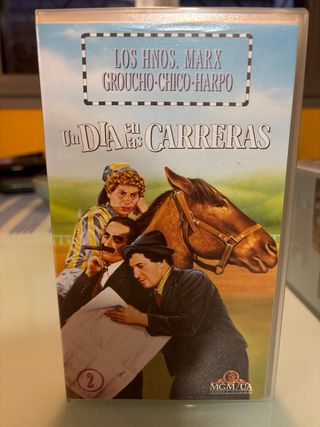 LOS HNOS. MARX
GROUCHO·CHICO·HARPO
Un DIA en las CARRERAS
2
MGM/UA